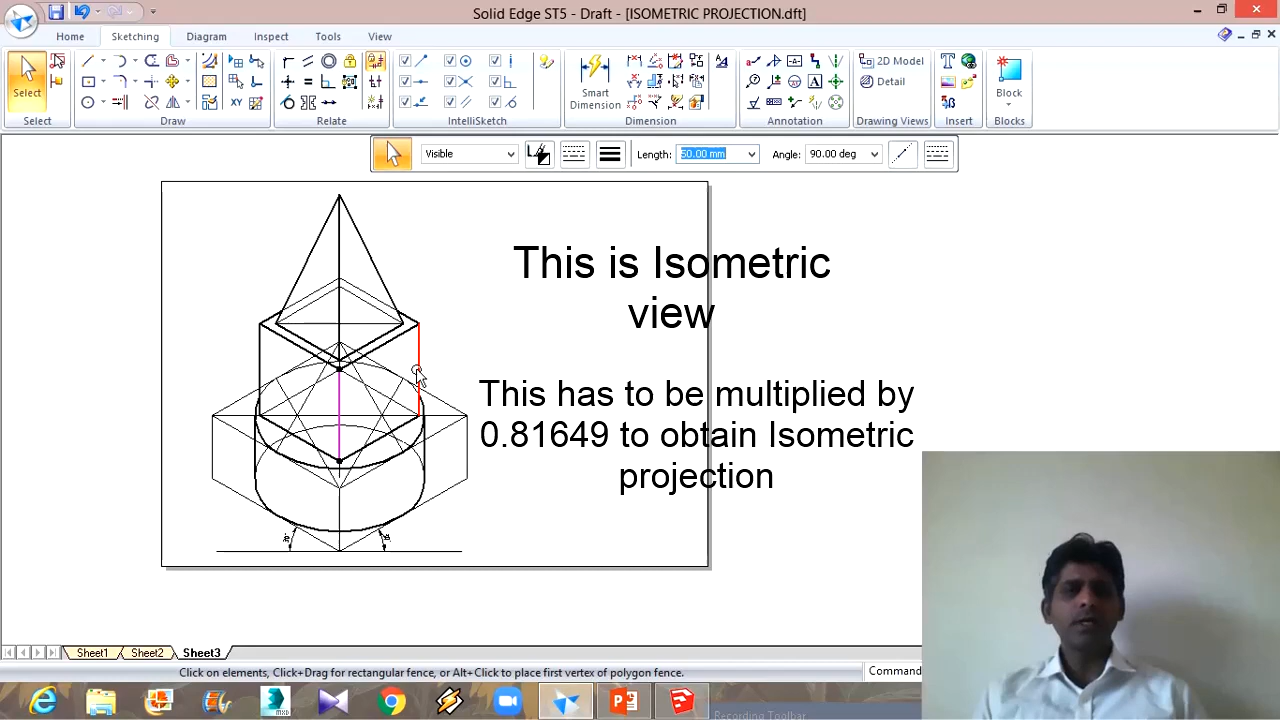 Solid Edge ST5 - Draft - [ISOMETRIC PROJECTION.dft]
Home Sketching Diagram Inspect Tools View
Select
Smart Dimension
2D Model
Detail
Block
Select Draw Relate IntelliSketch Dimension Annotation Drawing Views Insert Blocks
Visible Length: 50.00 mm Angle: 90.00 deg
This is Isometric
view
This has to be multiplied by
0.81649 to obtain Isometric
projection
Sheet1 Sheet2 Sheet3
Click on elements, Click+Drag for rectangular fence, or Alt+Click to place first vertex of polygon fence.
Command
mxd
Recording Toolbar